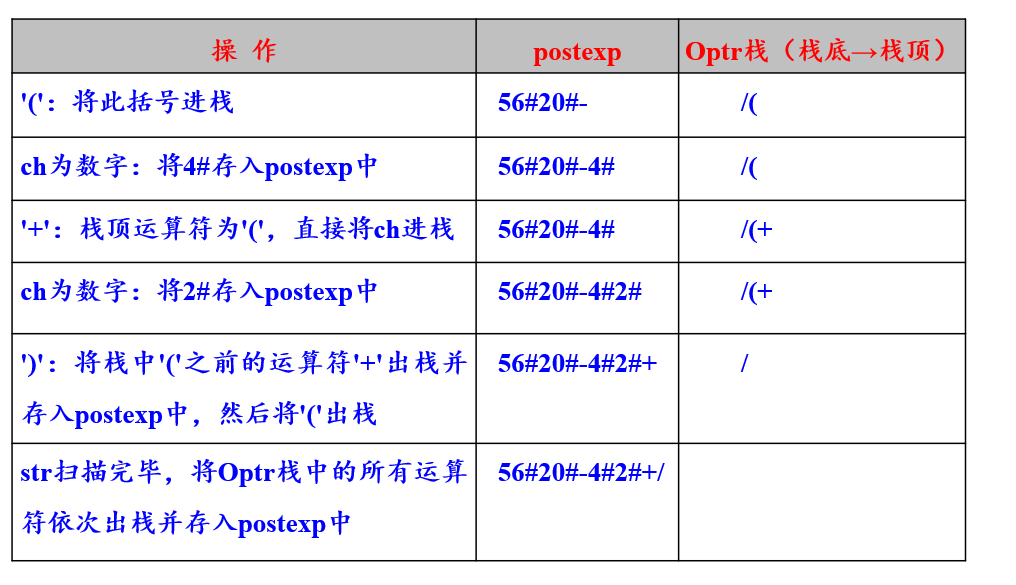 操 作 postexp Optr栈（栈底→栈顶）
'('：将此括号进栈 56#20#- /(
ch为数字：将4#存入postexp中 56#20#-4# /(
'+'：栈顶运算符为'('，直接将ch进栈 56#20#-4# /(+
ch为数字：将2#存入postexp中 56#20#-4#2# /(+
')'：将栈中'('之前的运算符'+'出栈并 56#20#-4#2#+ /
存入postexp中，然后将'('出栈
str扫描完毕，将Optr栈中的所有运算 56#20#-4#2#+/
符依次出栈并存入postexp中